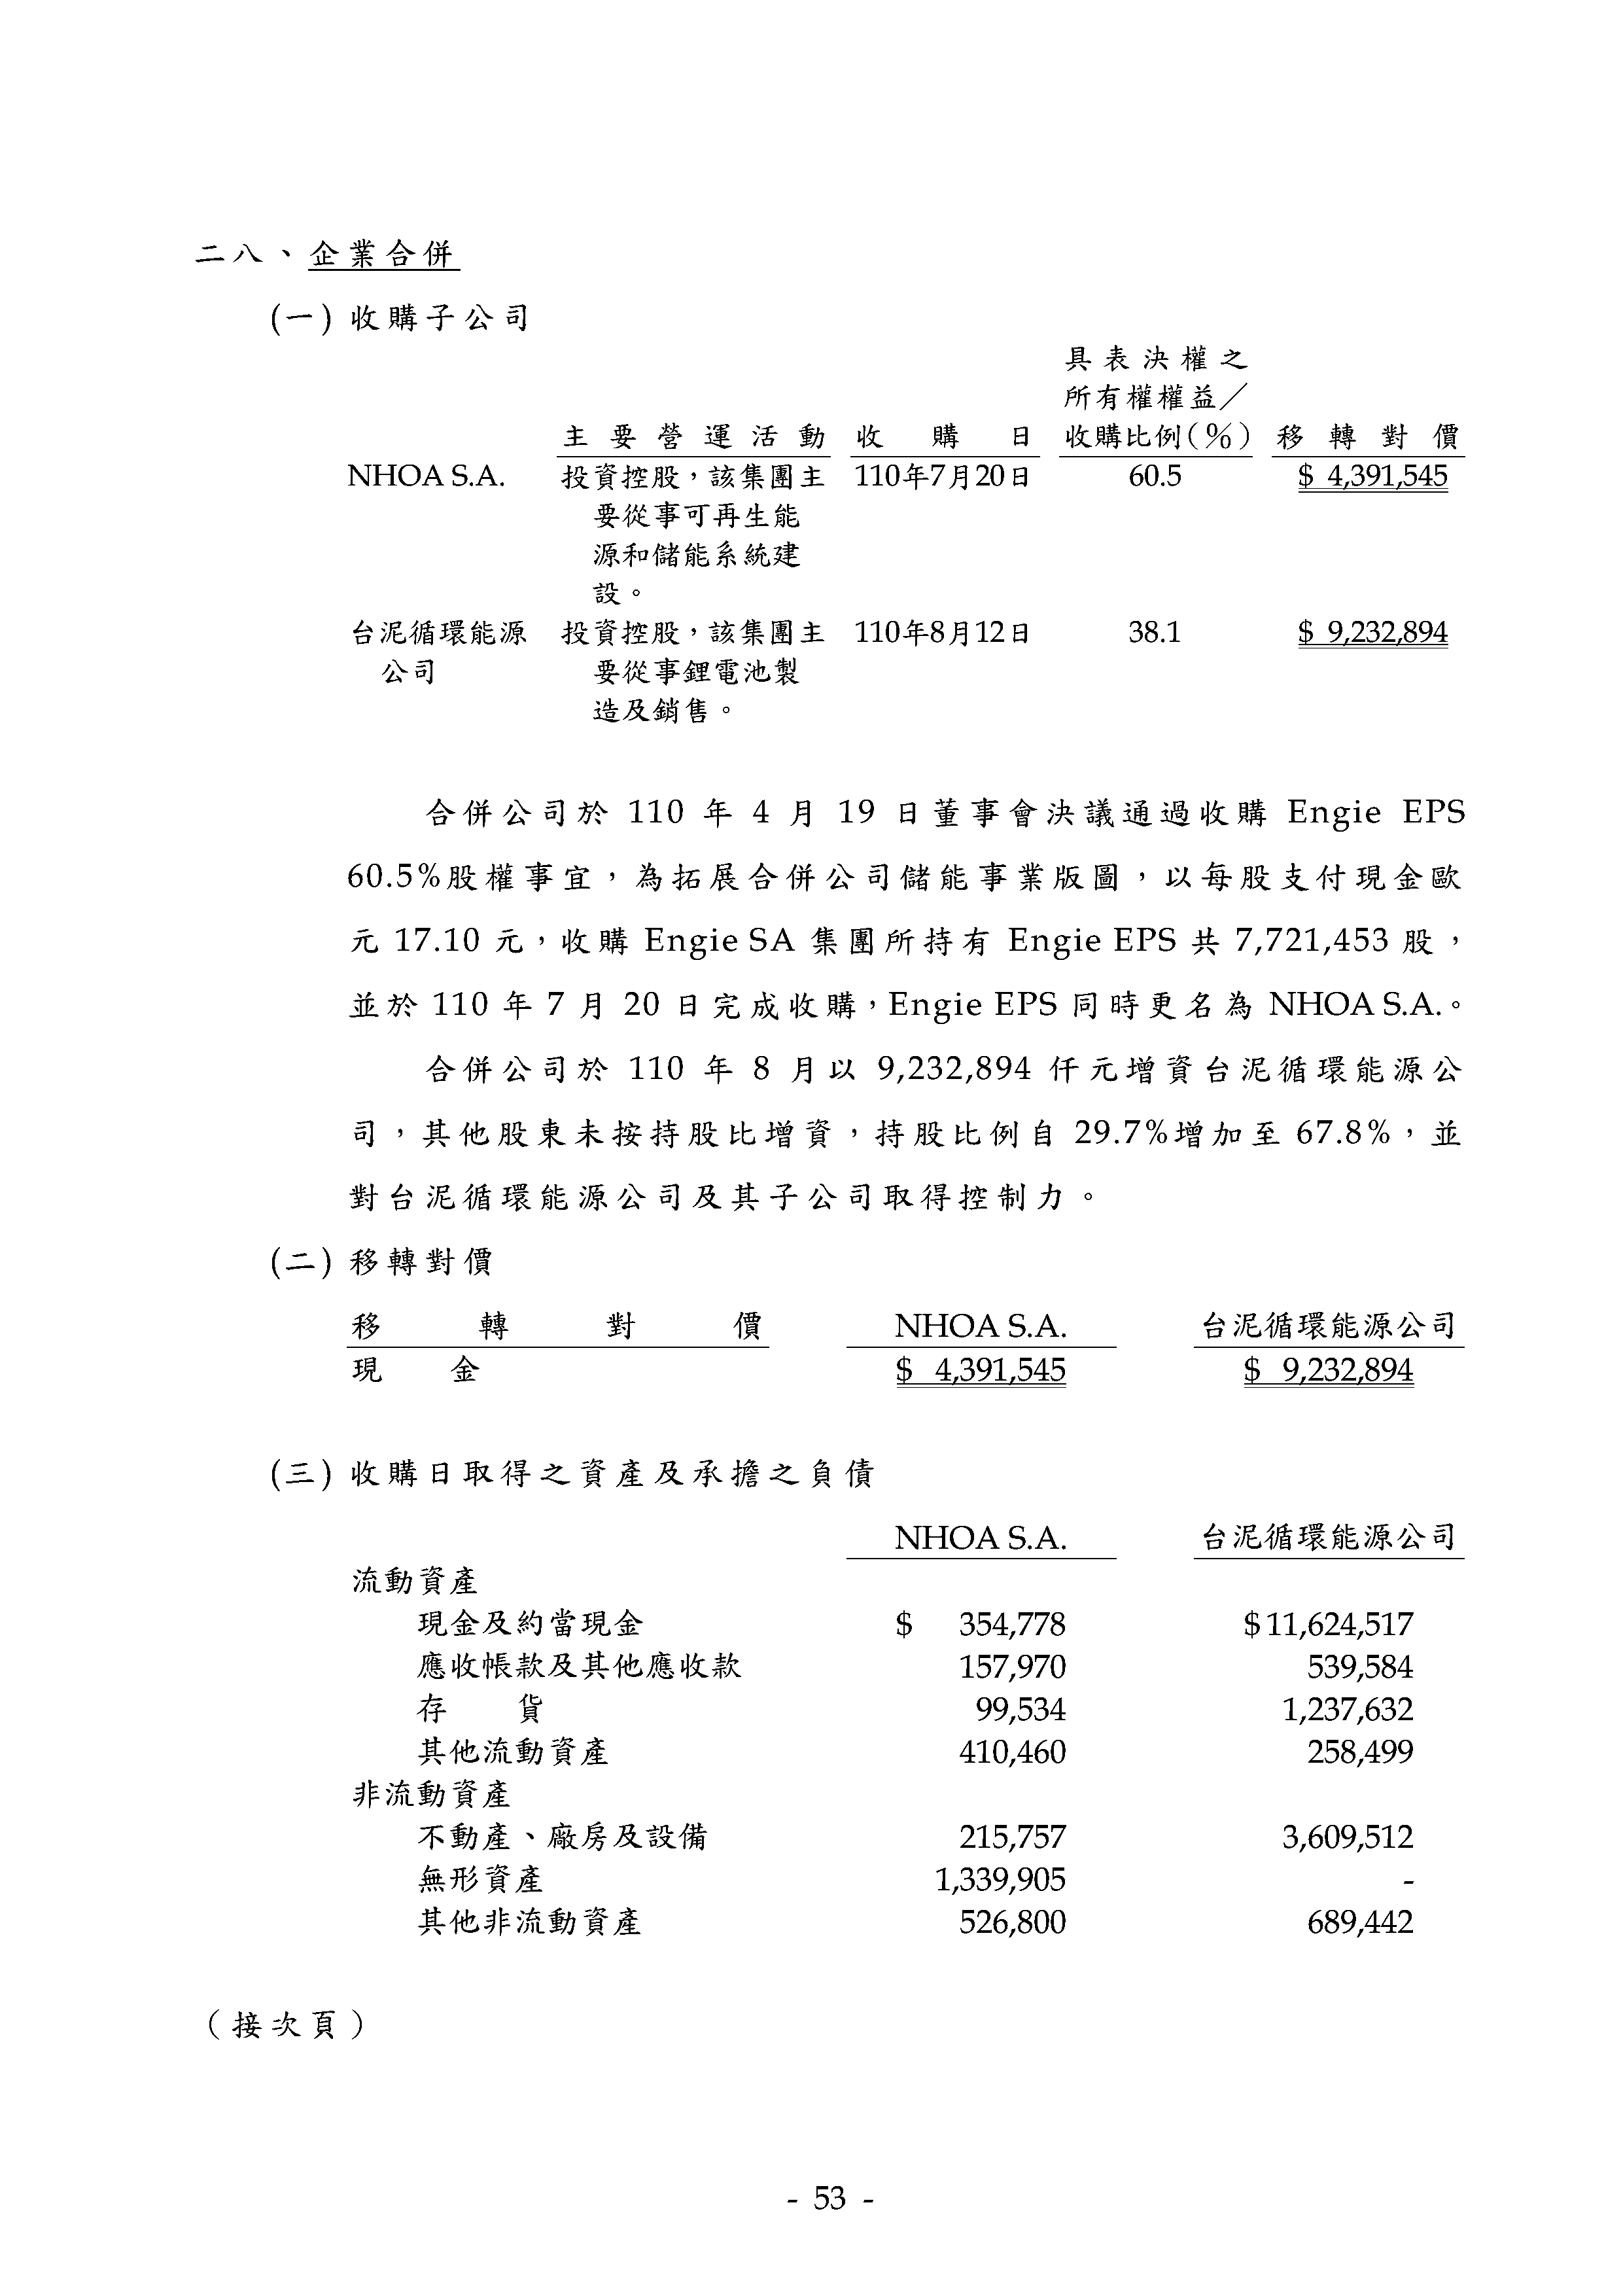 二八、企業合併
(一) 收購子公司
具表決權之
所有權權益／
主要營運活動 收購日 收購比例(％) 移轉對價
NHOA S.A. 投資控股，該集團主 110年7月20日 60.5 $ 4,391,545
要從事可再生能
源和儲能系統建
設。
台泥循環能源 投資控股，該集團主 110年8月12日 38.1 $ 9,232,894
公司 要從事鋰電池製
造及銷售。
合併公司於 110 年 4 月 19 日董事會決議通過收購 Engie EPS
60.5%股權事宜，為拓展合併公司儲能事業版圖，以每股支付現金歐
元 17.10 元，收購 Engie SA 集團所持有 Engie EPS 共 7,721,453 股，
並於 110 年 7 月 20 日完成收購，Engie EPS 同時更名為 NHOA S.A.。
合併公司於 110 年 8 月以 9,232,894 仟元增資台泥循環能源公
司，其他股東未按持股比增資，持股比例自 29.7%增加至 67.8%，並
對台泥循環能源公司及其子公司取得控制力。
(二) 移轉對價
移轉對價 NHOA S.A. 台泥循環能源公司
現金 $ 4,391,545 $ 9,232,894
(三) 收購日取得之資產及承擔之負債
NHOA S.A. 台泥循環能源公司
流動資產
現金及約當現金 $ 354,778 $11,624,517
應收帳款及其他應收款 157,970 539,584
存貨 99,534 1,237,632
其他流動資產 410,460 258,499
非流動資產
不動產、廠房及設備 215,757 3,609,512
無形資產 1,339,905 -
其他非流動資產 526,800 689,442
（接次頁）
- 53 -